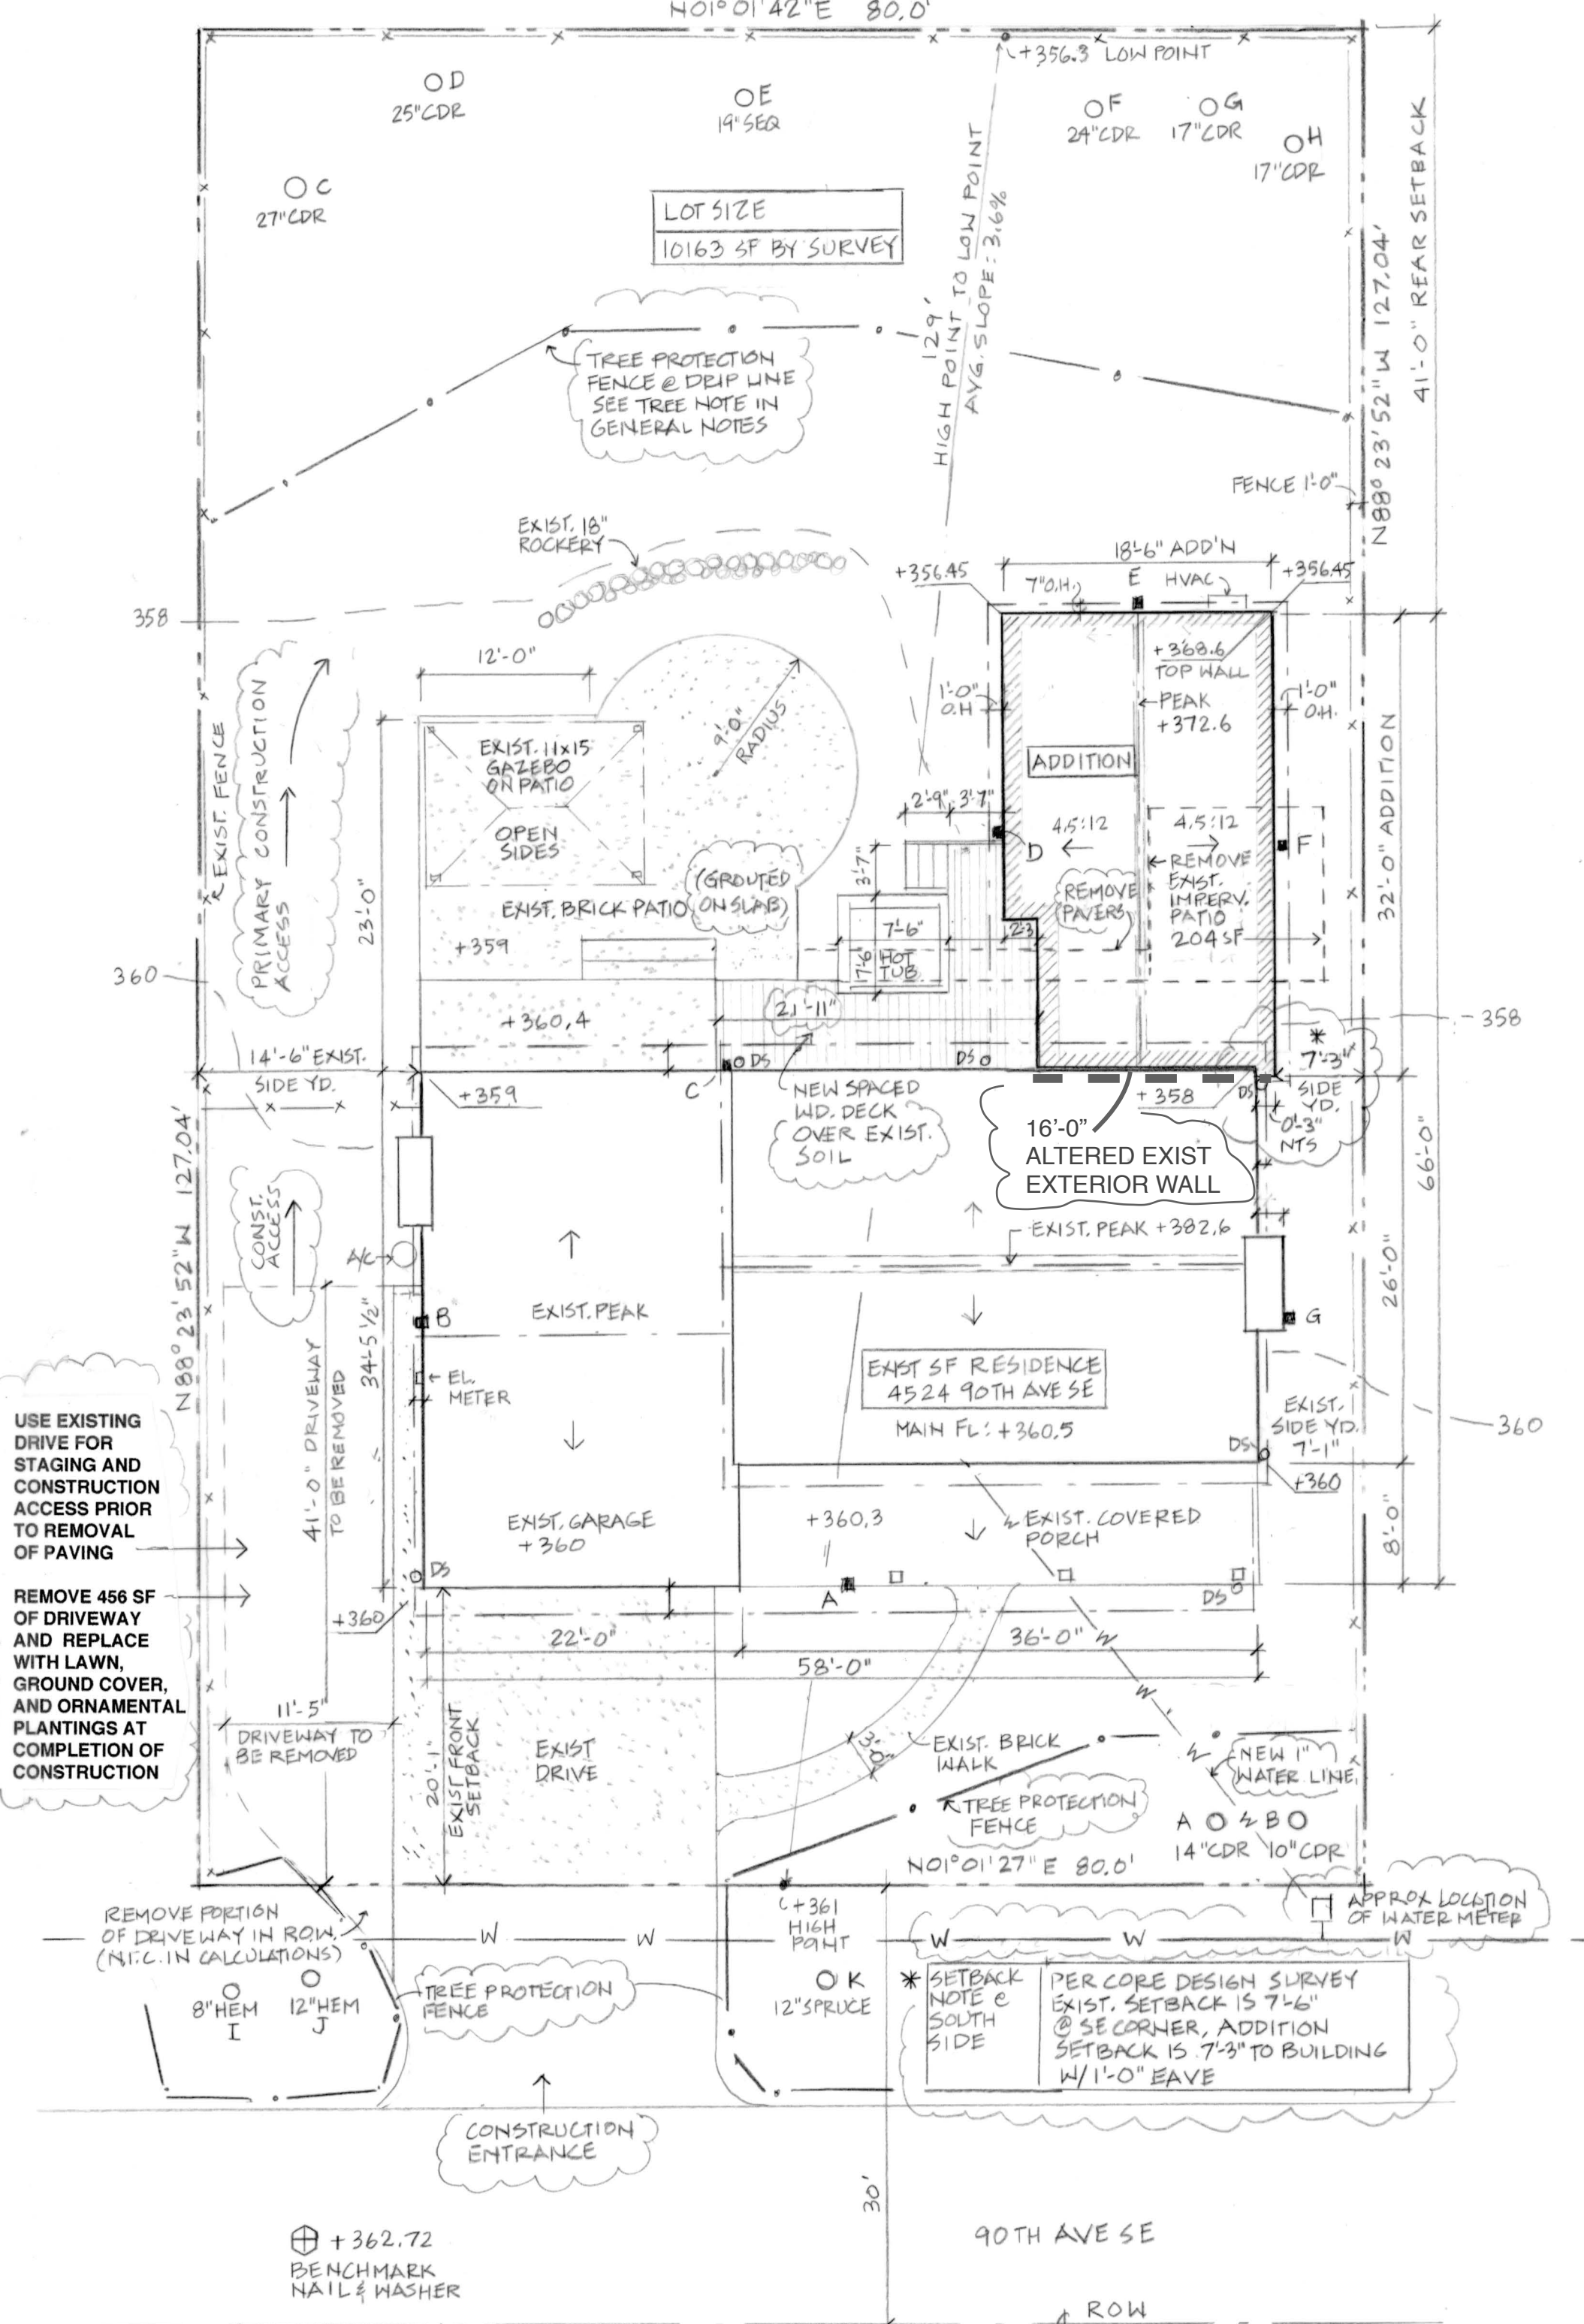 N01°01'42"E 80.0'
+356.3 LOW POINT
D
25"CDR
E
19"SEQ
F
24"CDR
G
17"CDR
H
17"CDR
C
27"CDR
LOT SIZE
10163 SF BY SURVEY
129'
HIGH POINT TO LOW POINT
AVG. SLOPE: 3.6%
41'-0" REAR SETBACK
N88°23'52"W 127.04'
TREE PROTECTION
FENCE @ DRIP LINE
SEE TREE NOTE IN
GENERAL NOTES
FENCE 1'-0"
EXIST. 18"
ROCKERY
18'-6" ADD'N
+356.45
7" O.H.
E
HVAC
+356.45
358
12'-0"
+368.6
TOP WALL
PEAK
+372.6
1'-0"
O.H
1'-0"
O.H.
EXIST. FENCE
PRIMARY CONSTRUCTION
ACCESS
9'-0"
RADIUS
EXIST. 11x15
GAZEBO
ON PATIO
OPEN
SIDES
ADDITION
32'-0" ADDITION
2'-9"
3'-7"
4.5:12
4.5:12
D
F
3'-7"
23'-0"
(GROUTED
ON SLAB)
REMOVE
PAVERS
REMOVE
EXIST.
IMPERV.
PATIO
204 SF
EXIST. BRICK PATIO
+359
7'-6"
7'-6"
HOT
TUB
2-3
360
21'-11"
+360.4
358
14'-6" EXIST.
SIDE YD.
*
7'-3"
SIDE
YD.
0'-3"
NTS
DS
DS
C
+359
NEW SPACED
WD. DECK
OVER EXIST.
SOIL
+358
DS
16'-0"
ALTERED EXIST
EXTERIOR WALL
N88°23'52"W 127.04'
66'-0"
CONST.
ACCESS
A/C
EXIST. PEAK +382.6
26'-0"
EXIST. PEAK
B
G
34'-5 1/2"
41'-0" DRIVEWAY
TO BE REMOVED
EL.
METER
EXIST SF RESIDENCE
4524 90TH AVE SE
MAIN FL: +360.5
EXIST.
SIDE YD.
7'-1"
360
DS
+360
USE EXISTING
DRIVE FOR
STAGING AND
CONSTRUCTION
ACCESS PRIOR
TO REMOVAL
OF PAVING
EXIST. GARAGE
+360
+360.3
EXIST. COVERED
PORCH
8'-0"
DS
A
DS
REMOVE 456 SF
OF DRIVEWAY
AND REPLACE
WITH LAWN,
GROUND COVER,
AND ORNAMENTAL
PLANTINGS AT
COMPLETION OF
CONSTRUCTION
+360
22'-0"
36'-0"
W
58'-0"
W
11'-5"
DRIVEWAY TO
BE REMOVED
20'-1"
EXIST FRONT
SETBACK
EXIST
DRIVE
3'-0"
EXIST. BRICK
WALK
W
NEW 1"
WATER LINE
TREE PROTECTION
FENCE
A
W
B
14"CDR
10"CDR
N01°01'27"E 80.0'
REMOVE PORTION
OF DRIVEWAY IN R.O.W.
(N.I.C. IN CALCULATIONS)
+361
HIGH
POINT
APPROX LOCATION
OF WATER METER
W
W
W
W
W
8"HEM
I
12"HEM
J
TREE PROTECTION
FENCE
K
12"SPRUCE
* SETBACK
NOTE @
SOUTH
SIDE
PER CORE DESIGN SURVEY
EXIST. SETBACK IS 7'-6"
@ SE CORNER, ADDITION
SETBACK IS 7'-3" TO BUILDING
W/ 1'-0" EAVE
CONSTRUCTION
ENTRANCE
30'
+362.72
BENCHMARK
NAIL & WASHER
90TH AVE SE
ROW